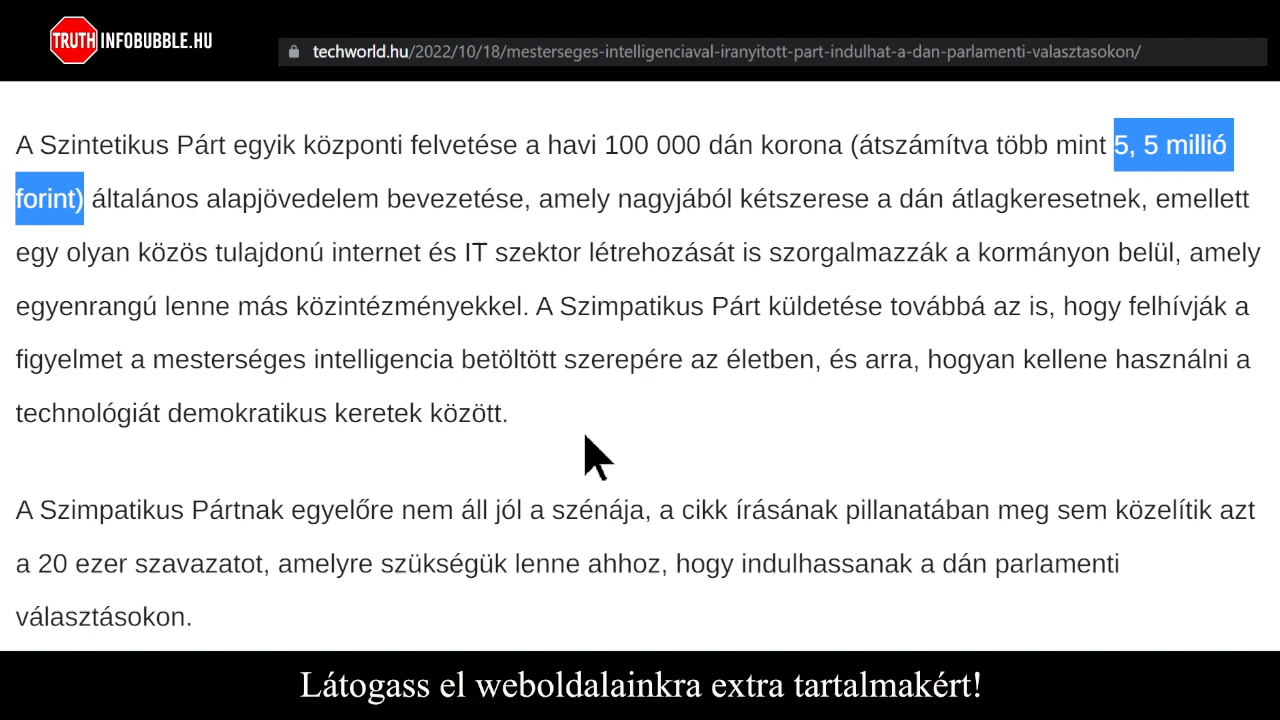 TRUTH INFOBUBBLE.HU
techworld.hu/2022/10/18/mesterseges-intelligenciaval-iranyitott-part-indulhat-a-dan-parlamenti-valasztasokon/
A Szintetikus Párt egyik központi felvetése a havi 100 000 dán korona (átszámítva több mint 5, 5 millió
forint) általános alapjövedelem bevezetése, amely nagyjából kétszerese a dán átlagkeresetnek, emellett
egy olyan közös tulajdonú internet és IT szektor létrehozását is szorgalmazzák a kormányon belül, amely
egyenrangú lenne más közintézményekkel. A Szimpatikus Párt küldetése továbbá az is, hogy felhívják a
figyelmet a mesterséges intelligencia betöltött szerepére az életben, és arra, hogyan kellene használni a
technológiát demokratikus keretek között.
A Szimpatikus Pártnak egyelőre nem áll jól a szénája, a cikk írásának pillanatában meg sem közelítik azt
a 20 ezer szavazatot, amelyre szükségük lenne ahhoz, hogy indulhassanak a dán parlamenti
választásokon.
Látogass el weboldalainkra extra tartalmakért!